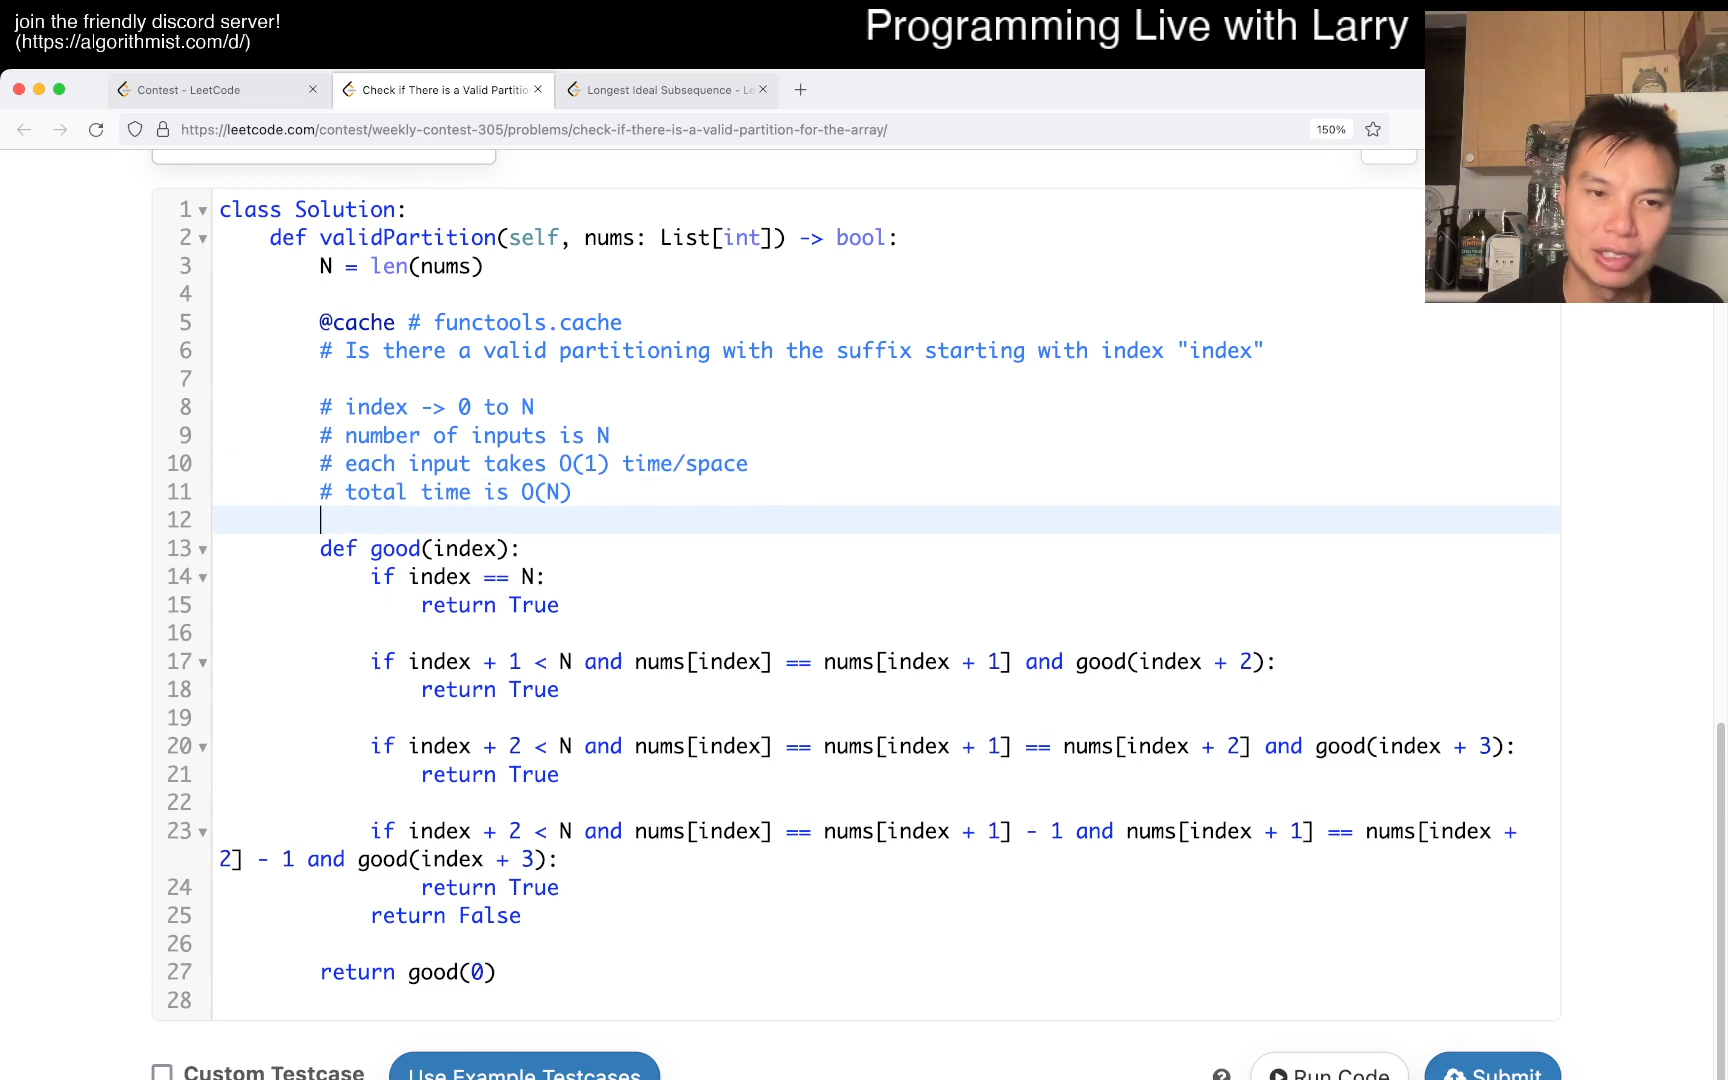 join the friendly discord server!
(https://algorithmist.com/d/)
Programming Live with Larry
Contest - LeetCode
Check if There is a Valid Partitio
Longest Ideal Subsequence - Le
https://leetcode.com/contest/weekly-contest-305/problems/check-if-there-is-a-valid-partition-for-the-array/
150%
1 class Solution:
2 def validPartition(self, nums: List[int]) -> bool:
3 N = len(nums)
4
5 @cache # functools.cache
6 # Is there a valid partitioning with the suffix starting with index "index"
7
8 # index -> 0 to N
9 # number of inputs is N
10 # each input takes O(1) time/space
11 # total time is O(N)
12
13 def good(index):
14 if index == N:
15 return True
16
17 if index + 1 < N and nums[index] == nums[index + 1] and good(index + 2):
18 return True
19
20 if index + 2 < N and nums[index] == nums[index + 1] == nums[index + 2] and good(index + 3):
21 return True
22
23 if index + 2 < N and nums[index] == nums[index + 1] - 1 and nums[index + 1] == nums[index +
2] - 1 and good(index + 3):
24 return True
25 return False
26
27 return good(0)
28
Custom Testcase
Use Example Testcases
Run Code
Submit